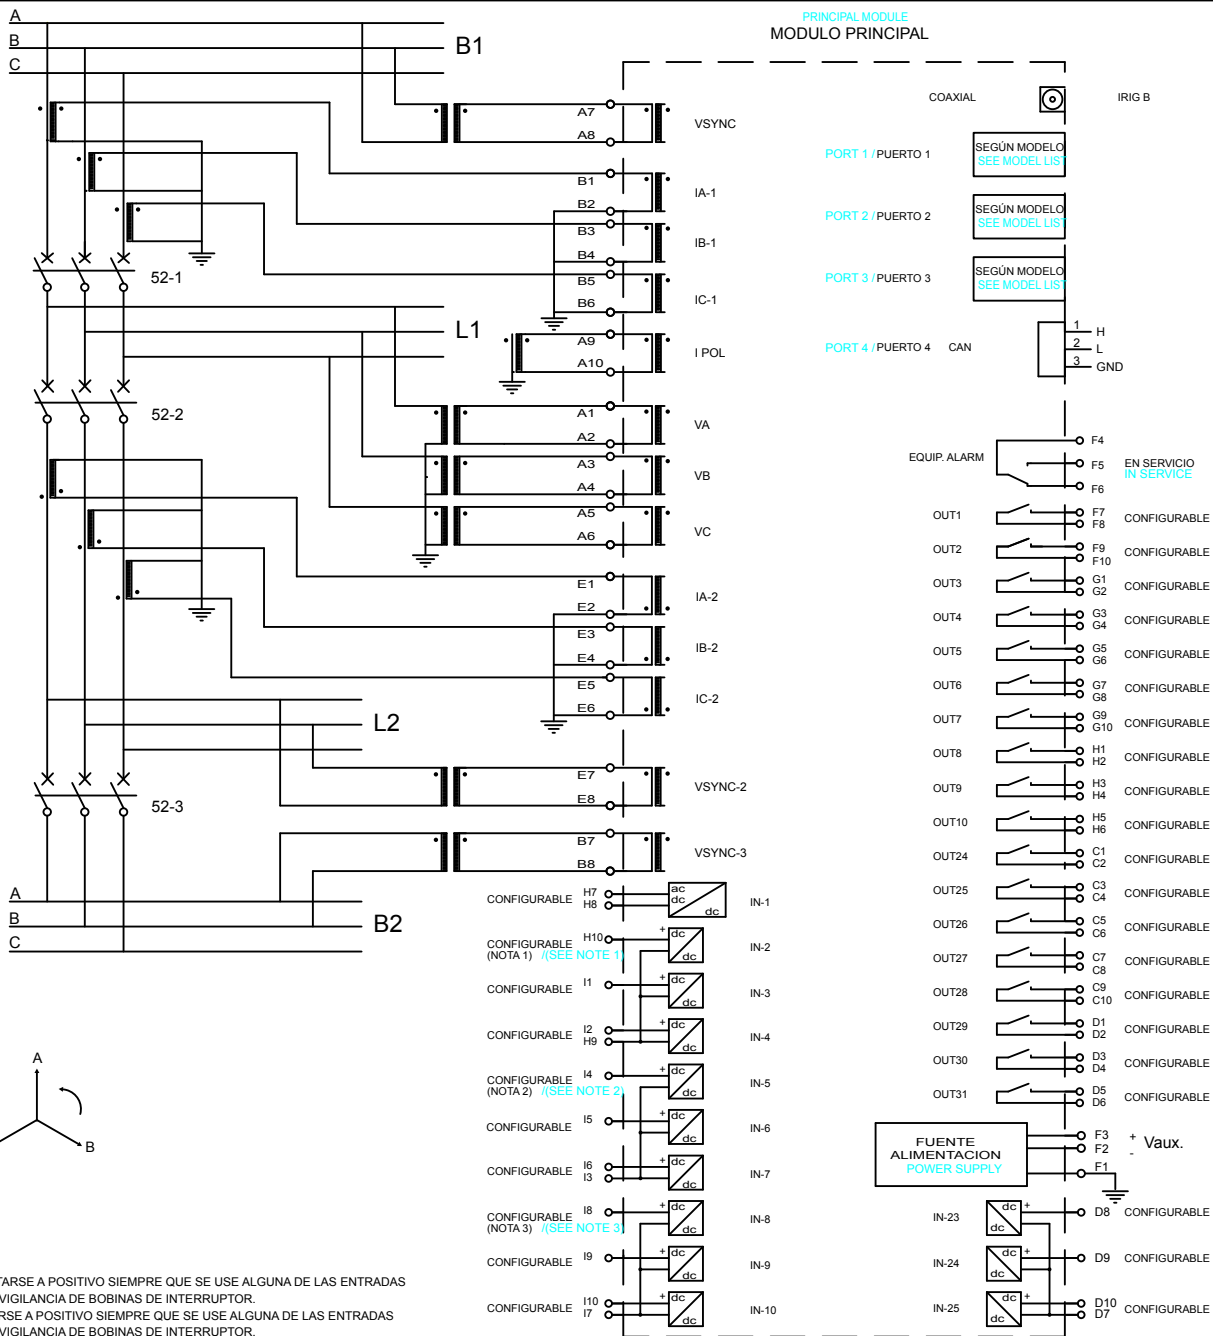 A
B
C
B1
PRINCIPAL MODULE
MODULO PRINCIPAL
COAXIAL
IRIG B
A7
A8
VSYNC
PORT 1 / PUERTO 1
SEGÚN MODELO
SEE MODEL LIST
B1
B2
IA-1
PORT 2 / PUERTO 2
SEGÚN MODELO
SEE MODEL LIST
B3
B4
IB-1
PORT 3 / PUERTO 3
SEGÚN MODELO
SEE MODEL LIST
52-1
B5
B6
IC-1
L1
A9
A10
I POL
PORT 4 / PUERTO 4 CAN
1 H
2 L
3 GND
52-2
A1
A2
VA
A3
A4
VB
A5
A6
VC
EQUIP. ALARM
F4
F5
F6
EN SERVICIO
IN SERVICE
OUT1 F7 F8 CONFIGURABLE
OUT2 F9 F10 CONFIGURABLE
OUT3 G1 G2 CONFIGURABLE
OUT4 G3 G4 CONFIGURABLE
OUT5 G5 G6 CONFIGURABLE
OUT6 G7 G8 CONFIGURABLE
OUT7 G9 G10 CONFIGURABLE
OUT8 H1 H2 CONFIGURABLE
OUT9 H3 H4 CONFIGURABLE
OUT10 H5 H6 CONFIGURABLE
OUT24 C1 C2 CONFIGURABLE
OUT25 C3 C4 CONFIGURABLE
OUT26 C5 C6 CONFIGURABLE
OUT27 C7 C8 CONFIGURABLE
OUT28 C9 C10 CONFIGURABLE
OUT29 D1 D2 CONFIGURABLE
OUT30 D3 D4 CONFIGURABLE
OUT31 D5 D6 CONFIGURABLE
E1
E2
IA-2
E3
E4
IB-2
E5
E6
IC-2
L2
E7
E8
VSYNC-2
52-3
B7
B8
VSYNC-3
A
B
C
B2
CONFIGURABLE H7 H8 ac dc dc IN-1
CONFIGURABLE H10 + dc dc IN-2
(NOTA 1) /(SEE NOTE 1)
CONFIGURABLE I1 + dc dc IN-3
CONFIGURABLE I2 H9 + dc dc IN-4
CONFIGURABLE I4 + dc dc IN-5
(NOTA 2) /(SEE NOTE 2)
CONFIGURABLE I5 + dc dc IN-6
CONFIGURABLE I6 I3 + dc dc IN-7
CONFIGURABLE I8 + dc dc IN-8
(NOTA 3) /(SEE NOTE 3)
CONFIGURABLE I9 + dc dc IN-9
CONFIGURABLE I10 I7 + dc dc IN-10
A
B
FUENTE
ALIMENTACION
POWER SUPPLY
F3 +
F2 -
Vaux.
F1
IN-23 dc dc + D8 CONFIGURABLE
IN-24 dc dc + D9 CONFIGURABLE
IN-25 dc dc + D10 D7 CONFIGURABLE
TARSE A POSITIVO SIEMPRE QUE SE USE ALGUNA DE LAS ENTRADAS
VIGILANCIA DE BOBINAS DE INTERRUPTOR.
RSE A POSITIVO SIEMPRE QUE SE USE ALGUNA DE LAS ENTRADAS
VIGILANCIA DE BOBINAS DE INTERRUPTOR.